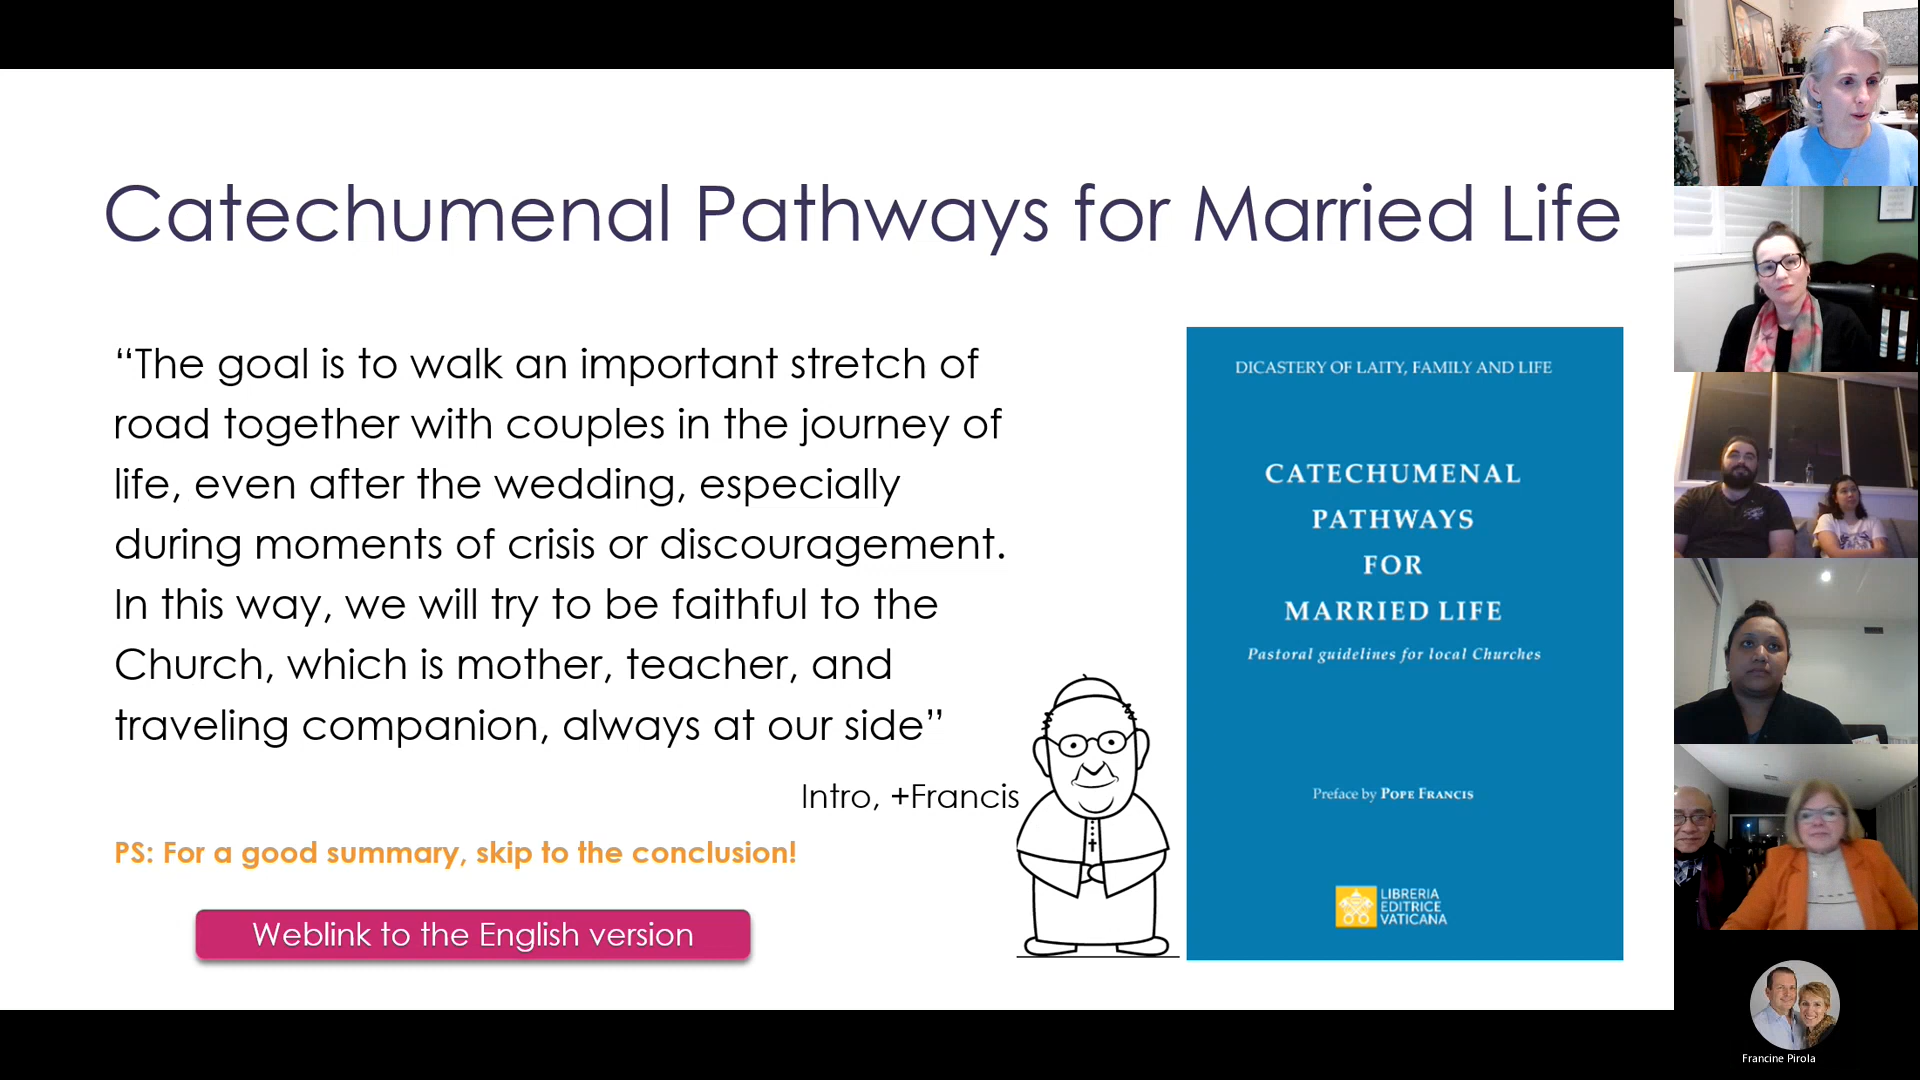 Catechumenal Pathways for Married Life
“The goal is to walk an important stretch of
road together with couples in the journey of
life, even after the wedding, especially
during moments of crisis or discouragement.
In this way, we will try to be faithful to the
Church, which is mother, teacher, and
traveling companion, always at our side”
Intro, +Francis
PS: For a good summary, skip to the conclusion!
Weblink to the English version
DICASTERY OF LAITY, FAMILY AND LIFE
CATECHUMENAL
PATHWAYS
FOR
MARRIED LIFE
Pastoral guidelines for local Churches
Preface by POPE FRANCIS
LIBRERIA
EDITRICE
VATICANA
Francine Pirola